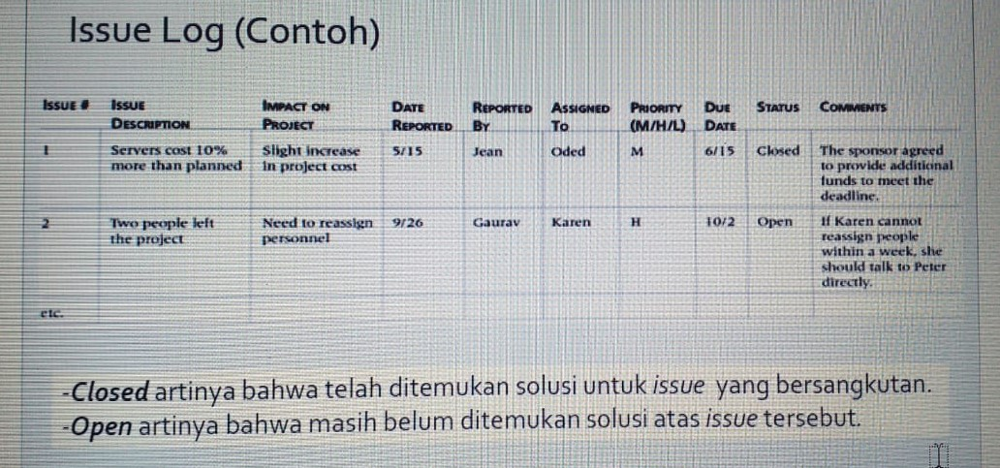 Issue Log (Contoh)
ISSUE # ISSUE DESCRIPTION IMPACT ON PROJECT DATE REPORTED REPORTED BY ASSIGNED TO PRIORITY (M/H/L) DUE DATE STATUS COMMENTS
1 Servers cost 10% more than planned Slight increase in project cost 5/15 Jean Oded M 6/15 Closed The sponsor agreed to provide additional funds to meet the deadline.
2 Two people left the project Need to reassign personnel 9/26 Gaurav Karen H 10/2 Open If Karen cannot reassign people within a week, she should talk to Peter directly.
etc.
-Closed artinya bahwa telah ditemukan solusi untuk issue yang bersangkutan.
-Open artinya bahwa masih belum ditemukan solusi atas issue tersebut.